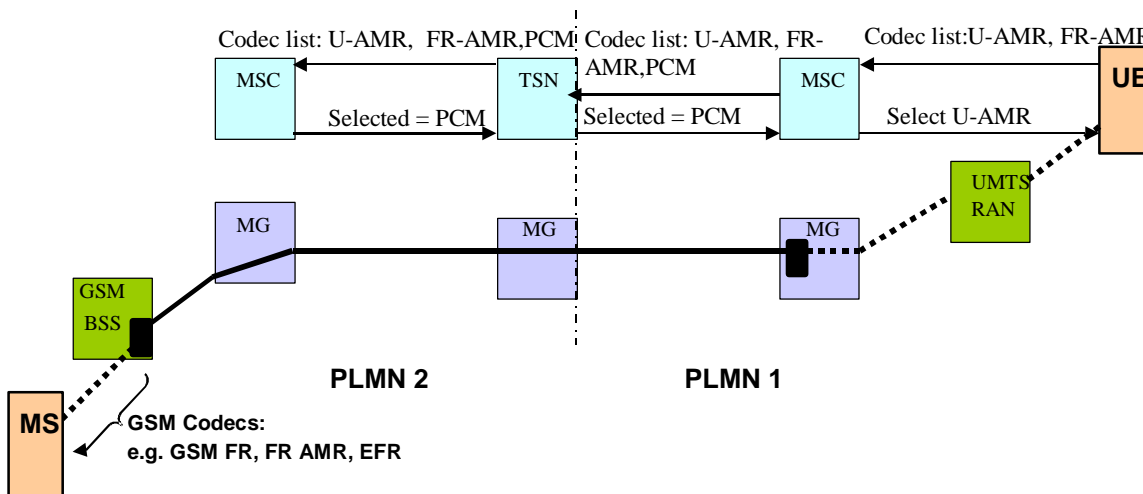 Codec list: U-AMR,  FR-AMR,PCM
Codec list: U-AMR, FR-
AMR,PCM
Codec list:U-AMR, FR-AMR
MSC
TSN
MSC
UE
Selected = PCM
Selected = PCM
Select U-AMR
UMTS
RAN
MG
MG
MG
GSM
BSS
PLMN 2
PLMN 1
MS
GSM Codecs:
e.g. GSM FR, FR AMR, EFR